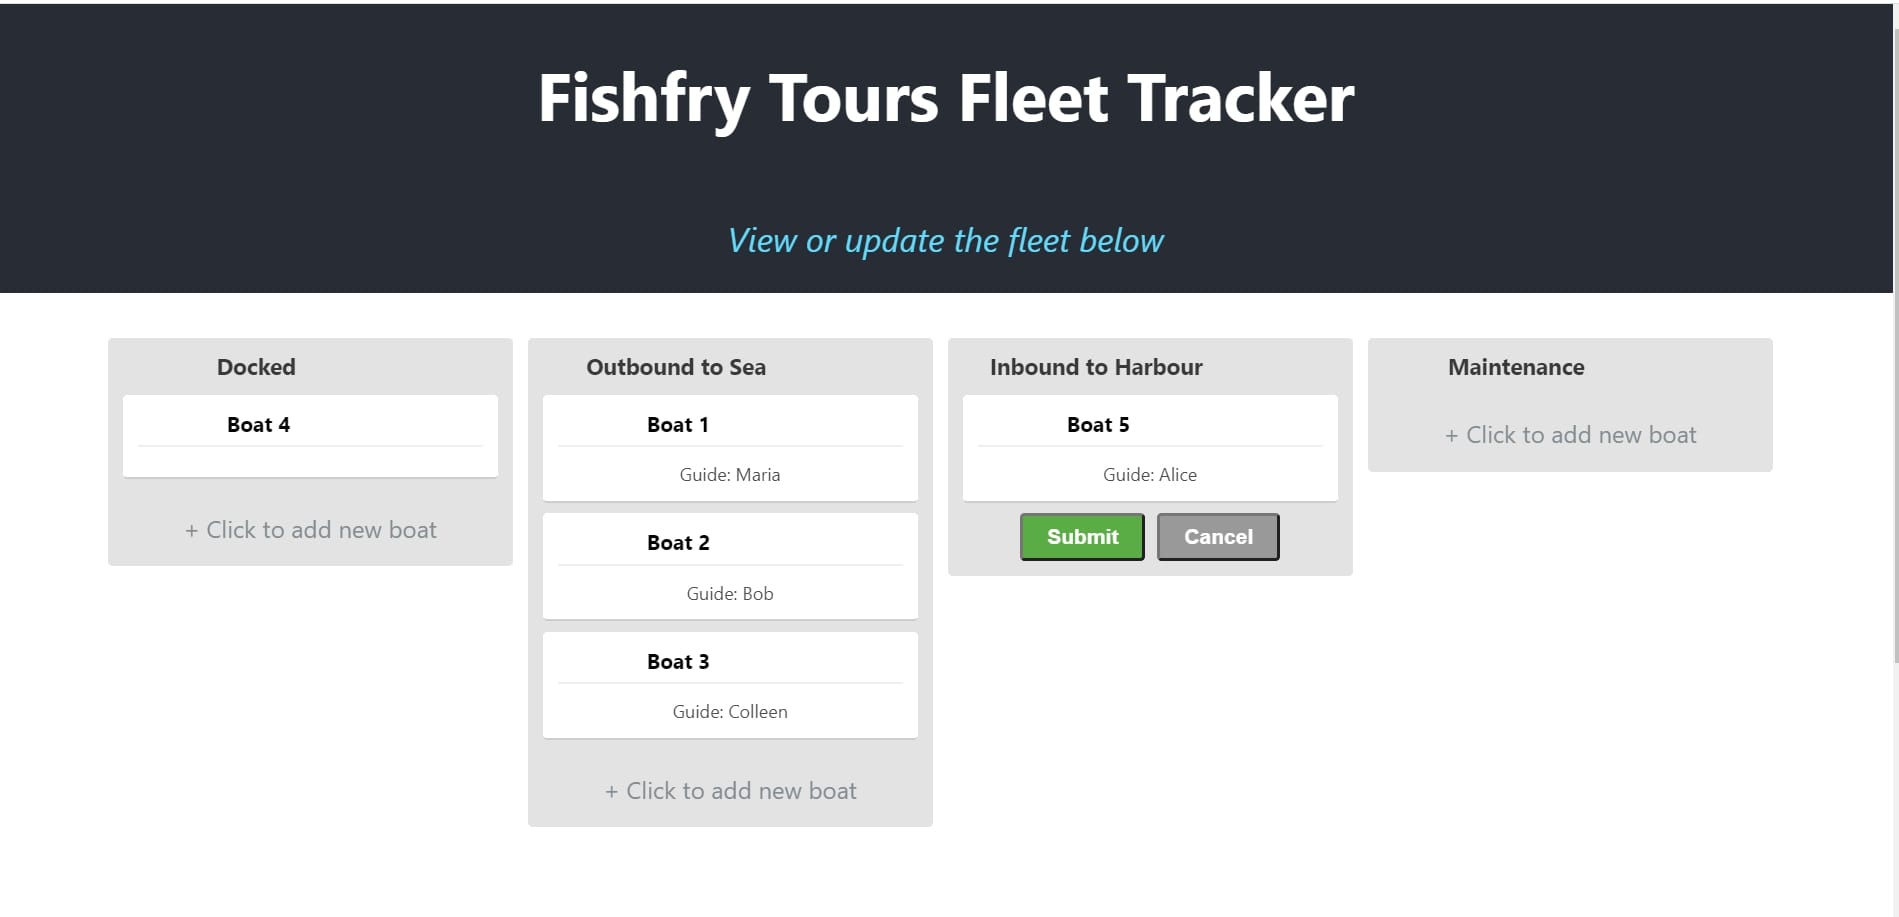 Fishfry Tours Fleet Tracker
View or update the fleet below
Docked
Boat 4
+ Click to add new boat
Outbound to Sea
Boat 1
Guide: Maria
Boat 2
Guide: Bob
Boat 3
Guide: Colleen
+ Click to add new boat
Inbound to Harbour
Boat 5
Guide: Alice
Submit
Cancel
Maintenance
+ Click to add new boat